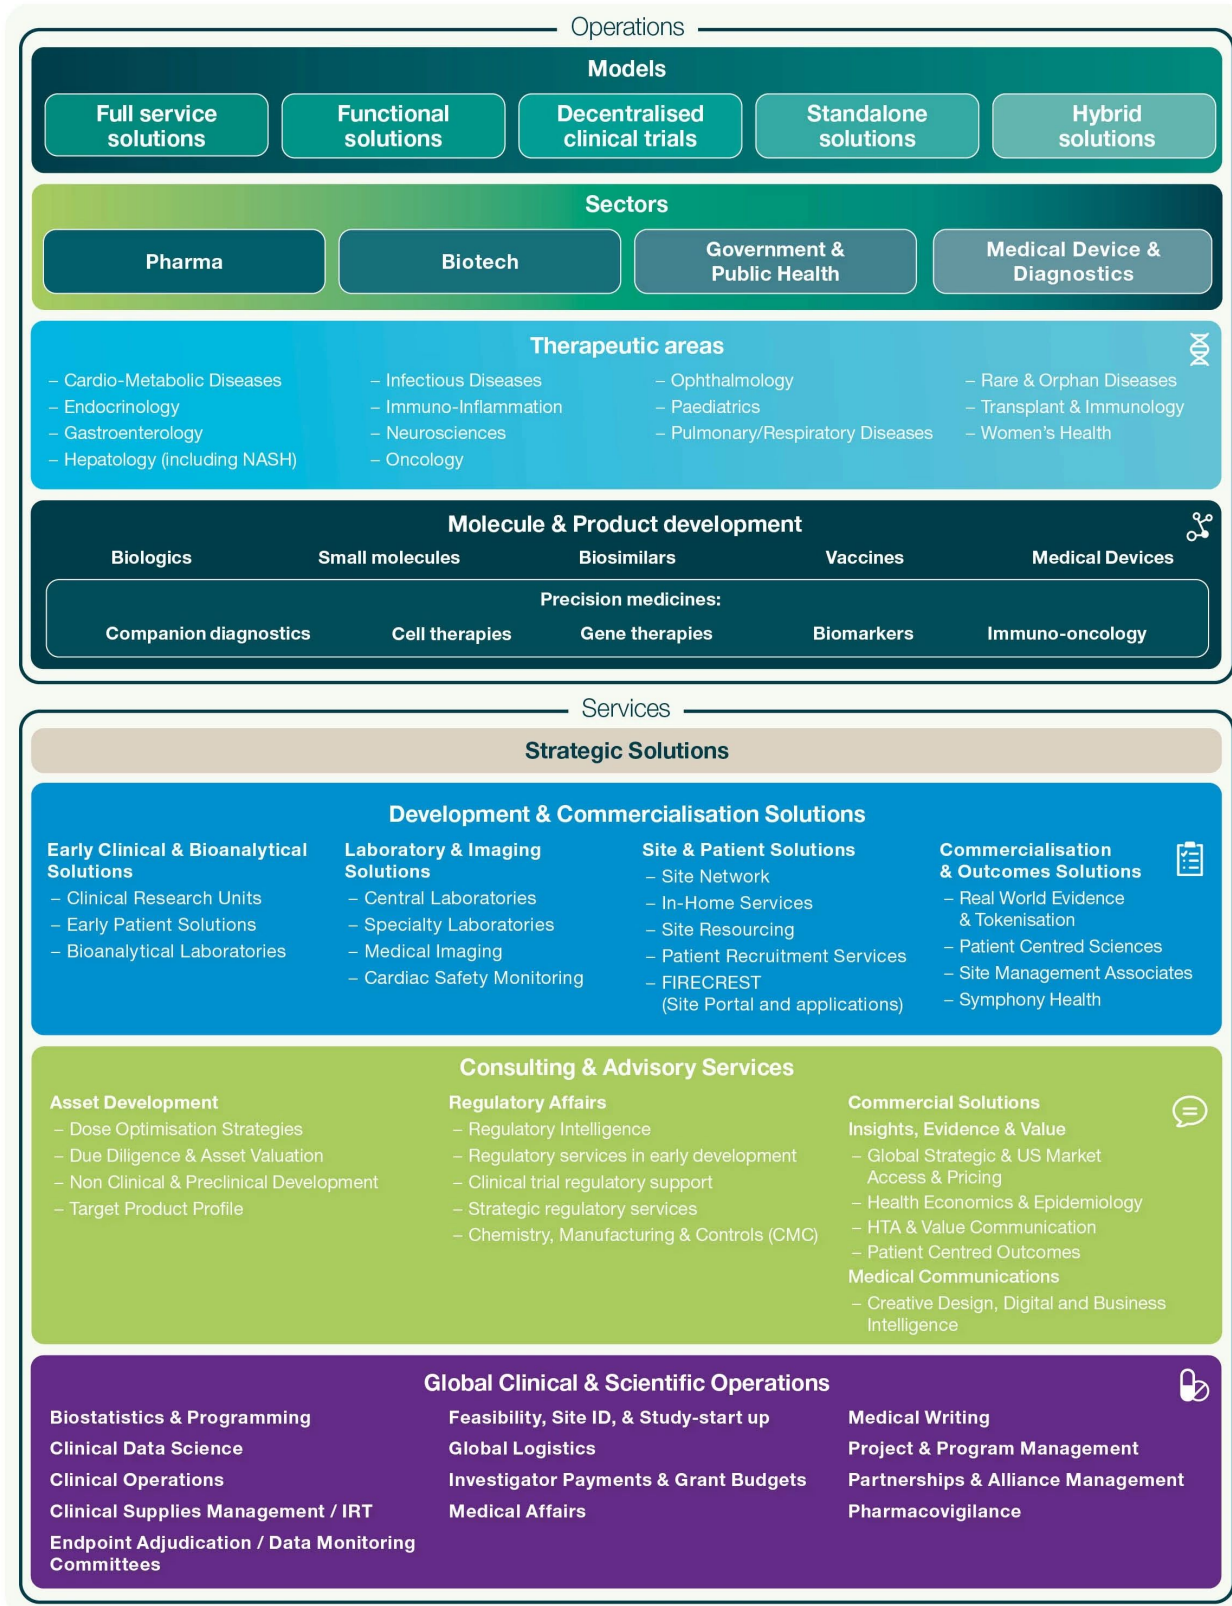 Operations
Models
Full service
solutions
Functional
solutions
Decentralised
clinical trials
Standalone
solutions
Hybrid
solutions
Sectors
Pharma
Biotech
Government &
Public Health
Medical Device &
Diagnostics
Therapeutic areas
– Cardio-Metabolic Diseases
– Endocrinology
– Gastroenterology
– Hepatology (including NASH)
– Infectious Diseases
– Immuno-Inflammation
– Neurosciences
– Oncology
– Ophthalmology
– Paediatrics
– Pulmonary/Respiratory Diseases
– Rare & Orphan Diseases
– Transplant & Immunology
– Women's Health
Molecule & Product development
Biologics
Small molecules
Biosimilars
Vaccines
Medical Devices
Precision medicines:
Companion diagnostics
Cell therapies
Gene therapies
Biomarkers
Immuno-oncology
Services
Strategic Solutions
Development & Commercialisation Solutions
Early Clinical & Bioanalytical
Solutions
– Clinical Research Units
– Early Patient Solutions
– Bioanalytical Laboratories
Laboratory & Imaging
Solutions
– Central Laboratories
– Specialty Laboratories
– Medical Imaging
– Cardiac Safety Monitoring
Site & Patient Solutions
– Site Network
– In-Home Services
– Site Resourcing
– Patient Recruitment Services
– FIRECREST
(Site Portal and applications)
Commercialisation
& Outcomes Solutions
– Real World Evidence
& Tokenisation
– Patient Centred Sciences
– Site Management Associates
– Symphony Health
Consulting & Advisory Services
Asset Development
– Dose Optimisation Strategies
– Due Diligence & Asset Valuation
– Non Clinical & Preclinical Development
– Target Product Profile
Regulatory Affairs
– Regulatory Intelligence
– Regulatory services in early development
– Clinical trial regulatory support
– Strategic regulatory services
– Chemistry, Manufacturing & Controls (CMC)
Commercial Solutions
Insights, Evidence & Value
– Global Strategic & US Market
Access & Pricing
– Health Economics & Epidemiology
– HTA & Value Communication
– Patient Centred Outcomes
Medical Communications
– Creative Design, Digital and Business
Intelligence
Global Clinical & Scientific Operations
Biostatistics & Programming
Clinical Data Science
Clinical Operations
Clinical Supplies Management / IRT
Endpoint Adjudication / Data Monitoring
Committees
Feasibility, Site ID, & Study-start up
Global Logistics
Investigator Payments & Grant Budgets
Medical Affairs
Medical Writing
Project & Program Management
Partnerships & Alliance Management
Pharmacovigilance